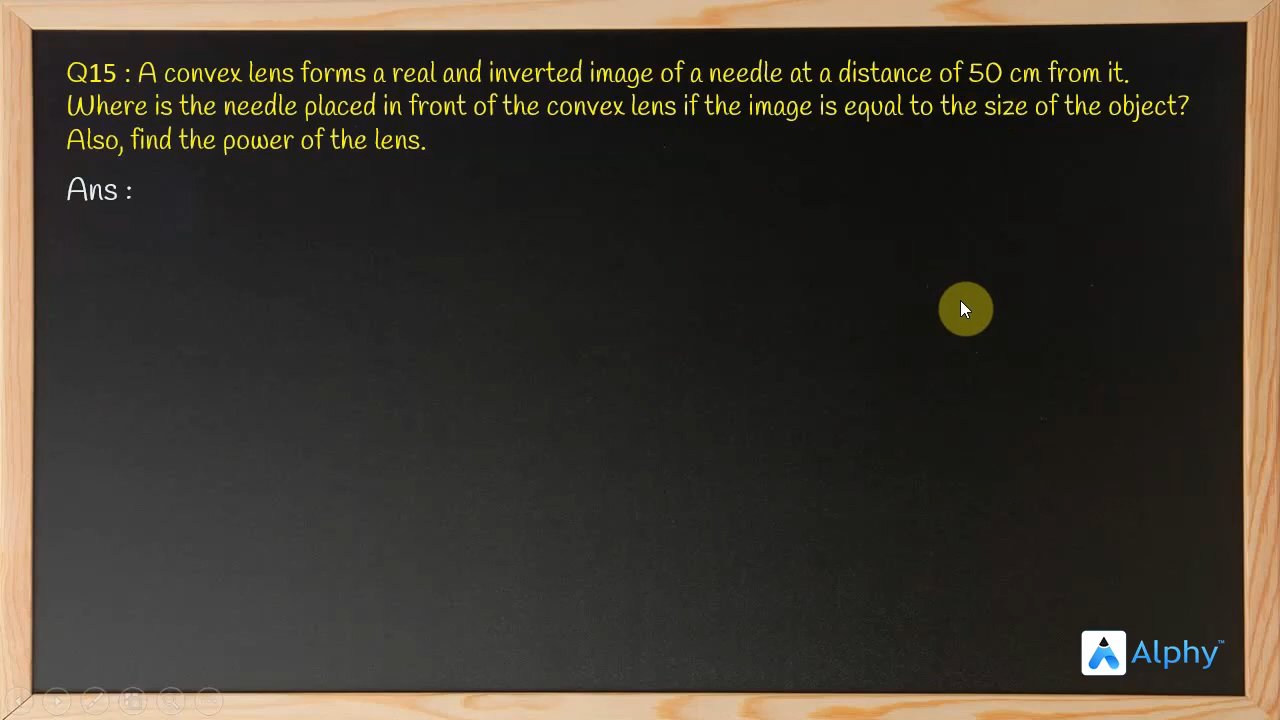 Q15 : A convex lens forms a real and inverted image of a needle at a distance of 50 cm from it.
Where is the needle placed in front of the convex lens if the image is equal to the size of the object?
Also, find the power of the lens.
Ans :
Alphy™